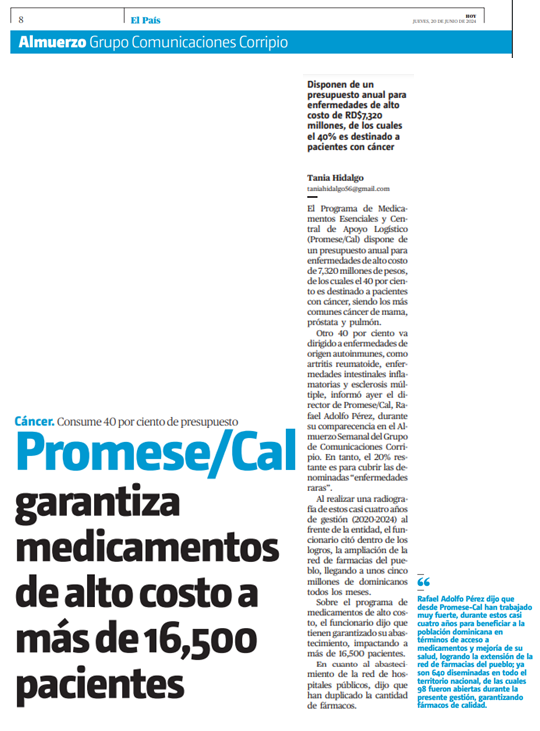 8
El País
HOY
JUEVES, 20 DE JUNIO DE 2024
Almuerzo Grupo Comunicaciones Corripio
Disponen de un
presupuesto anual para
enfermedades de alto
costo de RD$7,320
millones, de los cuales
el 40% es destinado a
pacientes con cáncer
Tania Hidalgo
taniahidalgo56@gmail.com
El Programa de Medica-
mentos Esenciales y Cen-
tral de Apoyo Logístico
(Promese/Cal) dispone de
un presupuesto anual para
enfermedades de alto costo
de 7,320 millones de pesos,
de los cuales el 40 por cien-
to es destinado a pacientes
con cáncer, siendo los más
comunes cáncer de mama,
próstata y pulmón.
Otro 40 por ciento va
dirigido a enfermedades de
origen autoinmunes, como
artritis reumatoide, enfer-
medades intestinales infla-
matorias y esclerosis múl-
tiple, informó ayer el di-
rector de Promese/Cal, Ra-
fael Adolfo Pérez, durante
su comparecencia en el Al-
muerzo Semanal del Grupo
de Comunicaciones Corri-
pio. En tanto, el 20% res-
tante es para cubrir las de-
nominadas “enfermedades
raras”.
Al realizar una radiogra-
fía de estos casi cuatro años
de gestión (2020-2024) al
frente de la entidad, el fun-
cionario citó dentro de los
logros, la ampliación de la
red de farmacias del pue-
blo, llegando a unos cinco
millones de dominicanos
todos los meses.
Sobre el programa de
medicamentos de alto cos-
to, el funcionario dijo que
tienen garantizado su abas-
tecimiento, impactando a
más de 16,500 pacientes.
En cuanto al abasteci-
miento de la red de hos-
pitales públicos, dijo que
han duplicado la cantidad
de fármacos.
Cáncer. Consume 40 por ciento de presupuesto
Promese/Cal
garantiza
medicamentos
de alto costo a
más de 16,500
pacientes
“
Rafael Adolfo Pérez dijo que
desde Promese-Cal han trabajado
muy fuerte, durante estos casi
cuatro años para beneficiar a la
población dominicana en
términos de acceso a
medicamentos y mejoría de su
salud, logrando la extensión de la
red de farmacias del pueblo; ya
son 640 diseminadas en todo el
territorio nacional, de las cuales
98 fueron abiertas durante la
presente gestión, garantizando
fármacos de calidad.